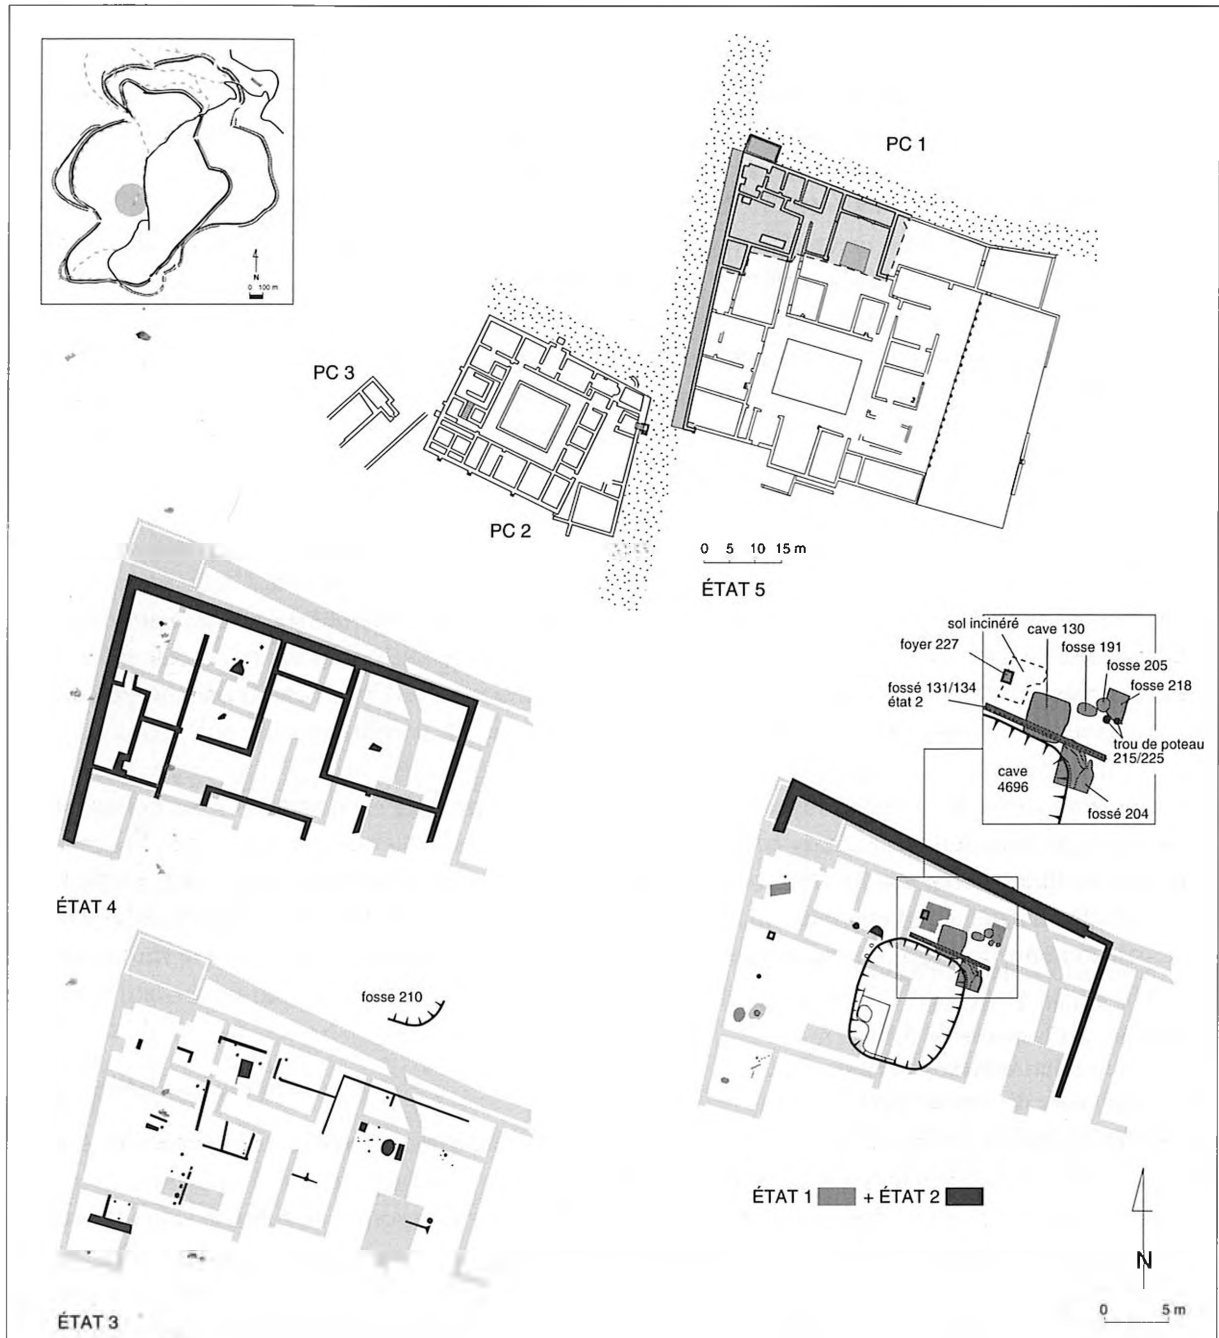 N
0 100 m
PC 1
PC 3
PC 2
0 5 10 15 m
ÉTAT 5
sol incinéré
cave 130
foyer 227
fosse 191
fosse 205
fossé 131/134
état 2
fosse 218
trou de poteau
215/225
cave
4696
fossé 204
ÉTAT 4
fosse 210
ÉTAT 1 + ÉTAT 2
N
0 5 m
ÉTAT 3